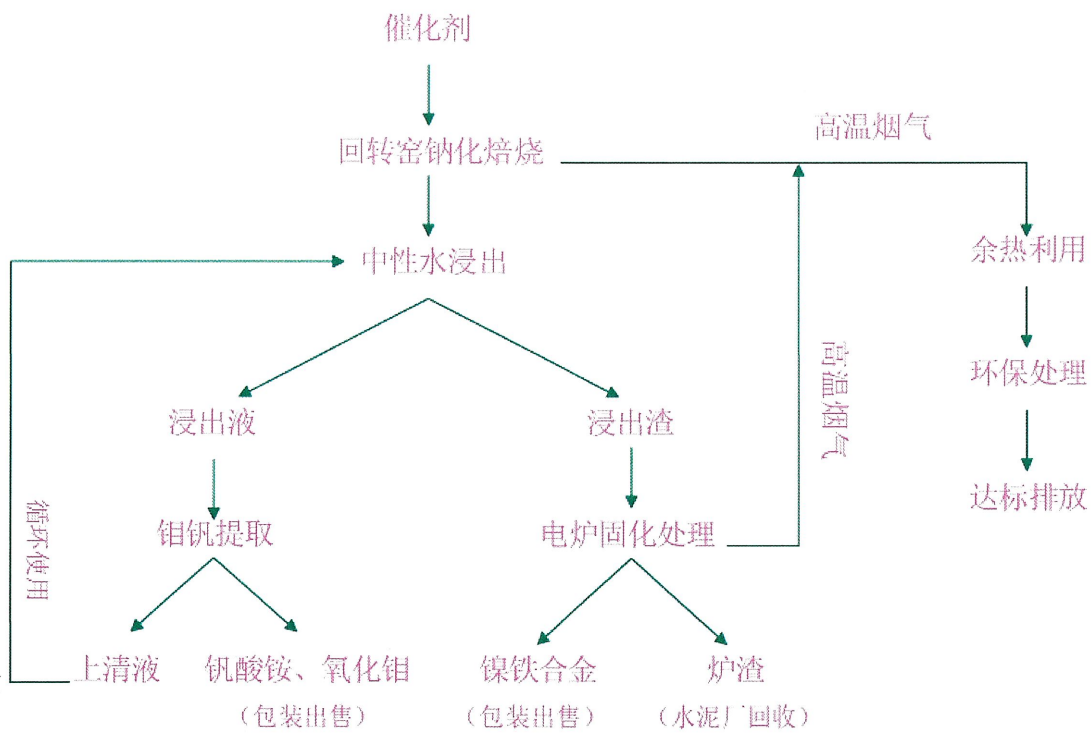 催化剂
高温烟气
回转窑钠化焙烧
中性水浸出
余热利用
高温烟气
环保处理
浸出液
浸出渣
达标排放
循环使用
钼钒提取
电炉固化处理
上清液
钒酸铵、氧化钼
镍铁合金
炉渣
（包装出售）
（包装出售）
（水泥厂回收）